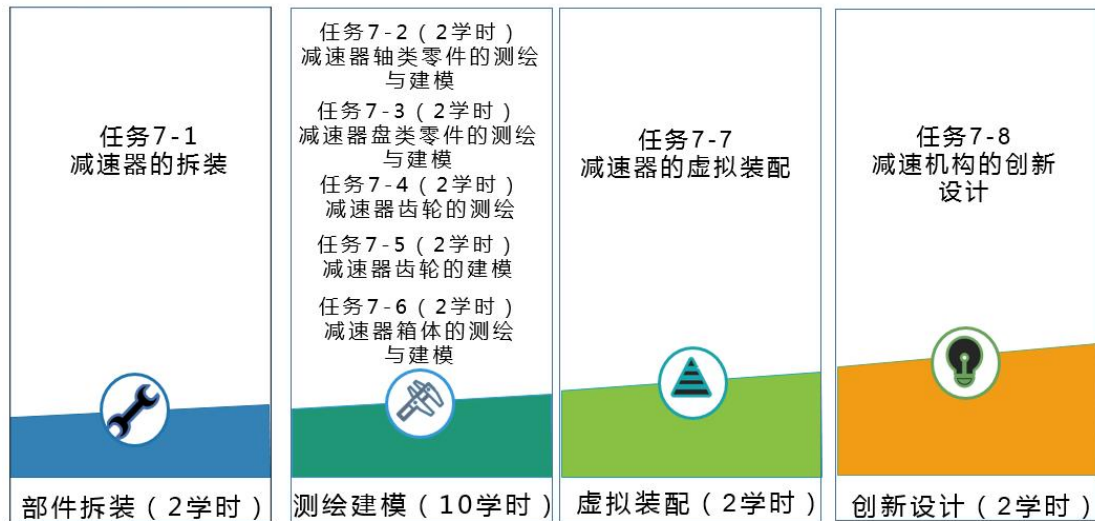 任务7-1
减速器的拆装
部件拆装（2学时）
任务7-2（2学时）
减速器轴类零件的测绘
与建模
任务7-3（2学时）
减速器盘类零件的测绘
与建模
任务7-4（2学时）
减速器齿轮的测绘
任务7-5（2学时）
减速器齿轮的建模
任务7-6（2学时）
减速器箱体的测绘
与建模
测绘建模（10学时）
任务7-7
减速器的虚拟装配
虚拟装配（2学时）
任务7-8
减速机构的创新
设计
创新设计（2学时）